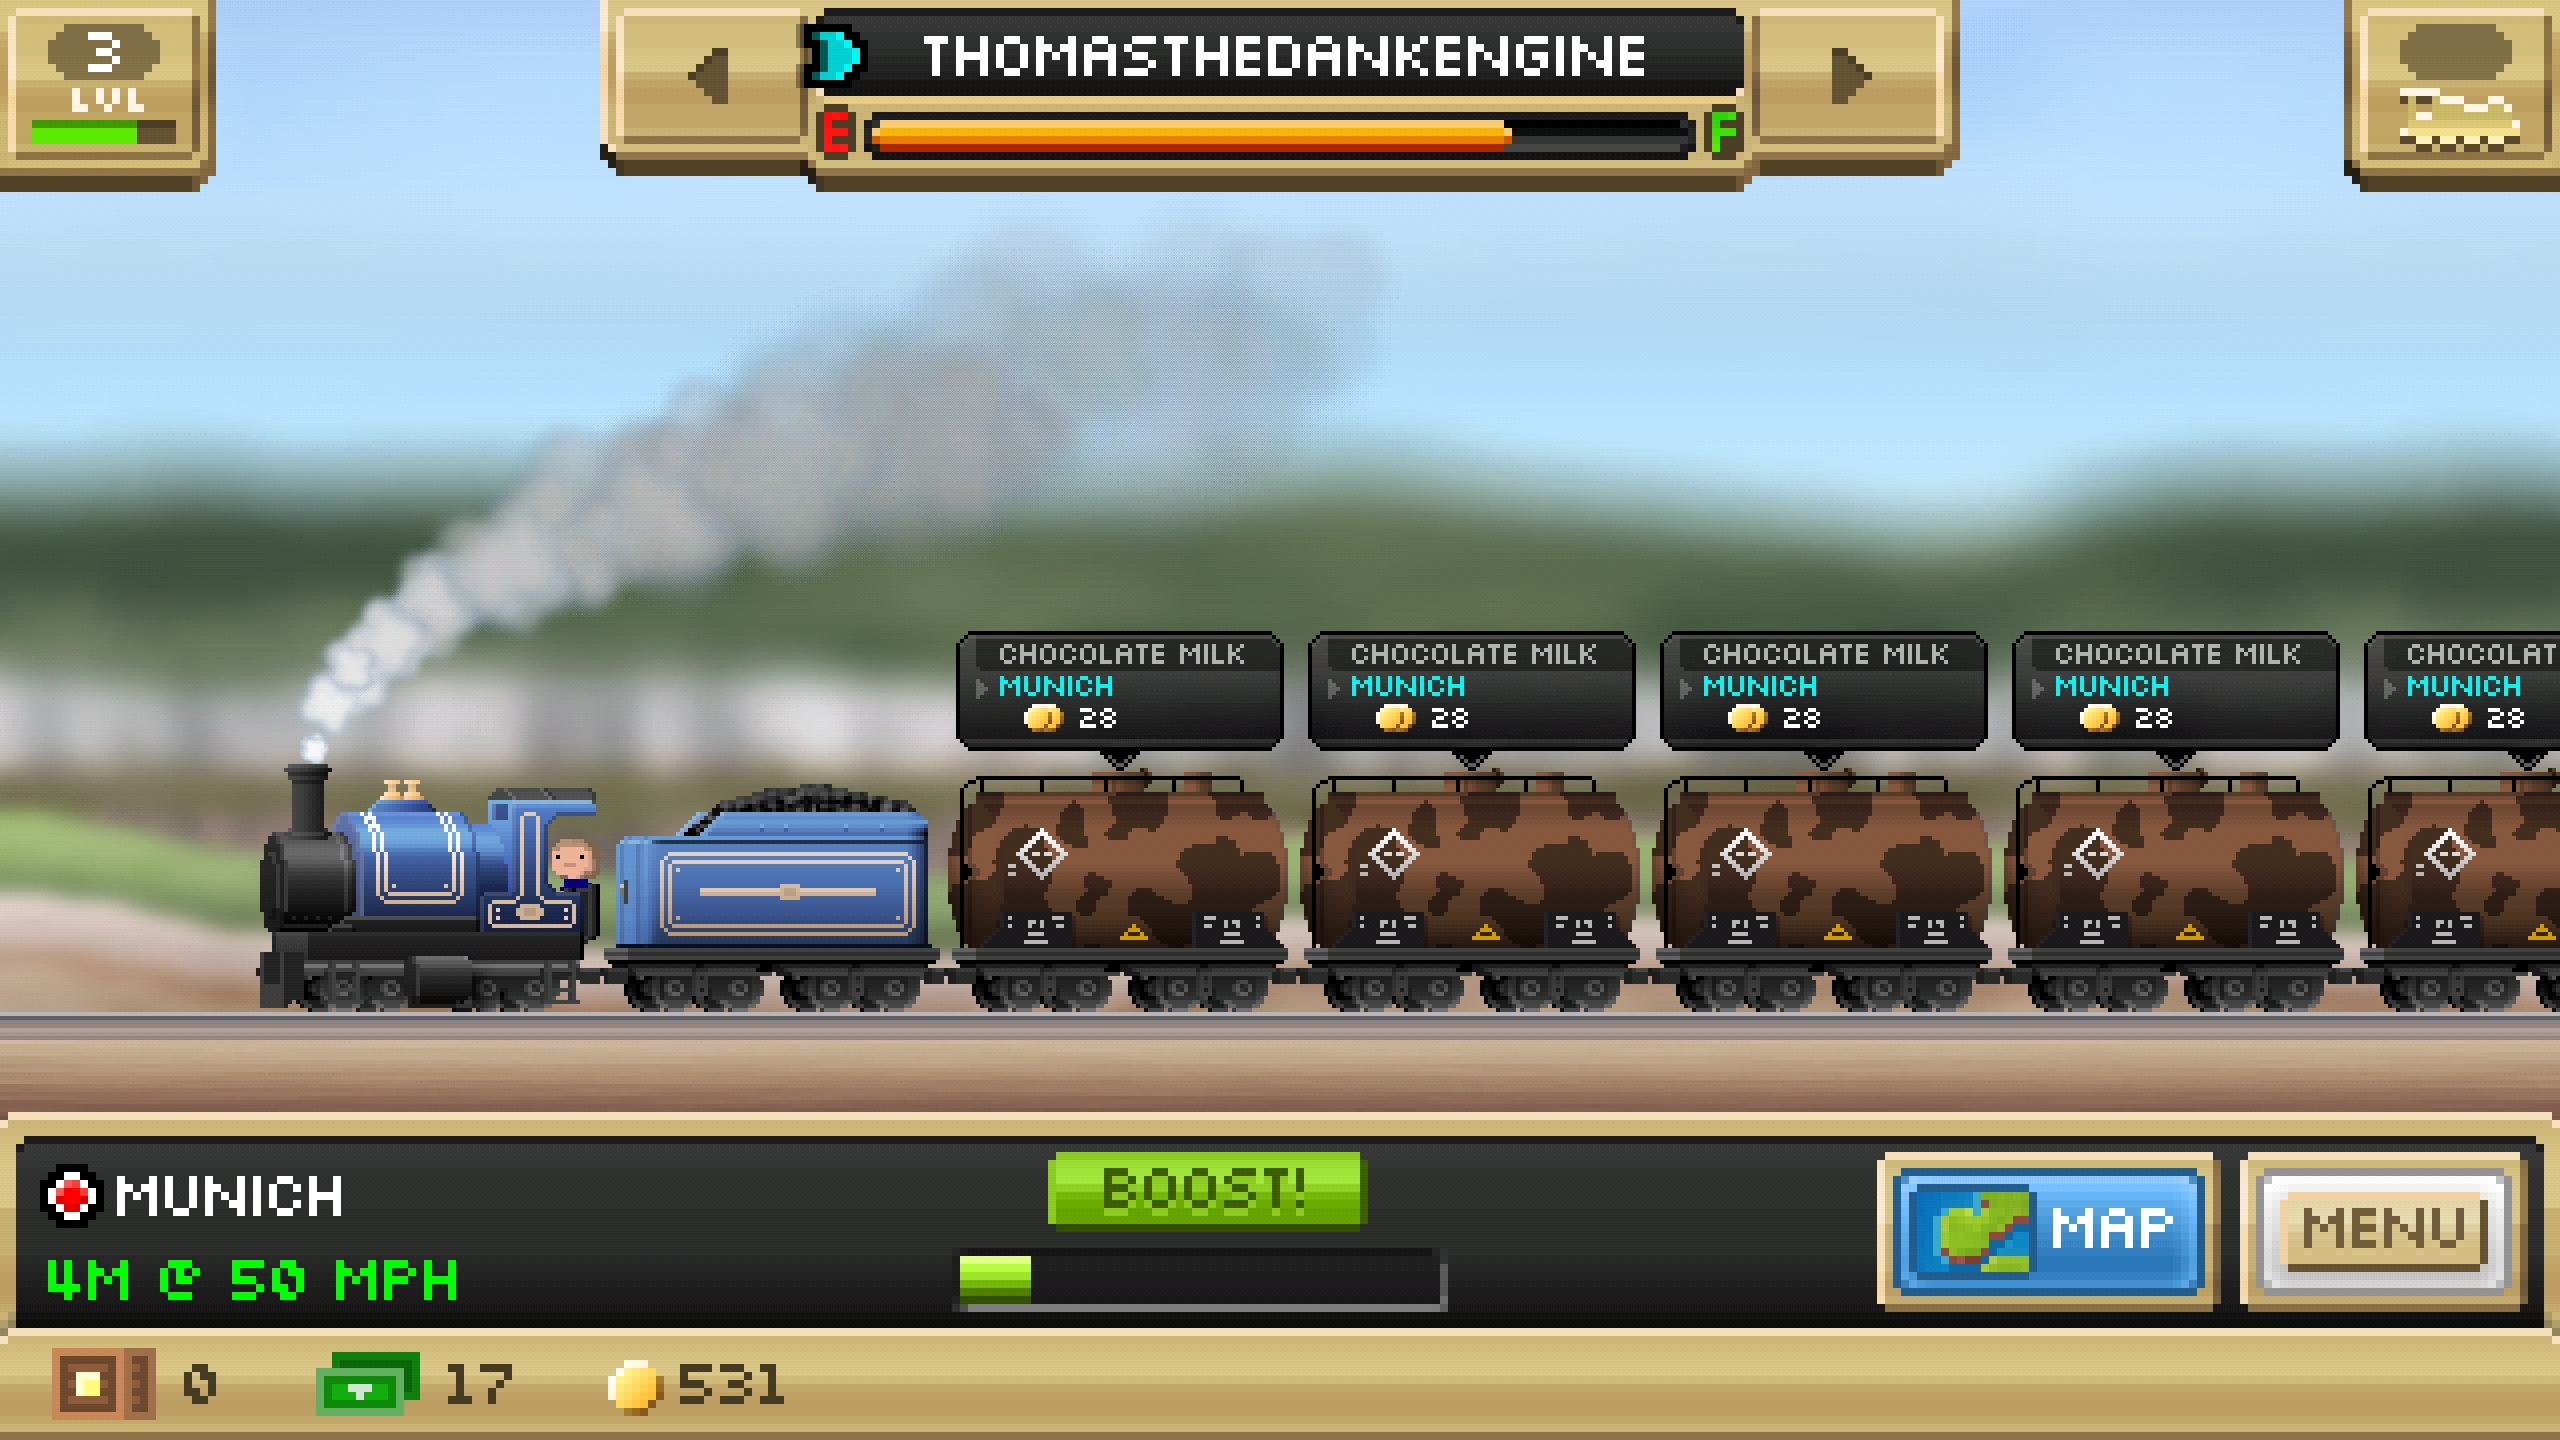 3
LVL
THOMASTHEDANKENGINE
E F
CHOCOLATE MILK
MUNICH
28
CHOCOLATE MILK
MUNICH
28
CHOCOLATE MILK
MUNICH
28
CHOCOLATE MILK
MUNICH
28
CHOCOLAT
MUNICH
28
MUNICH
4M @ 50 MPH
BOOST!
MAP
MENU
0
17
531